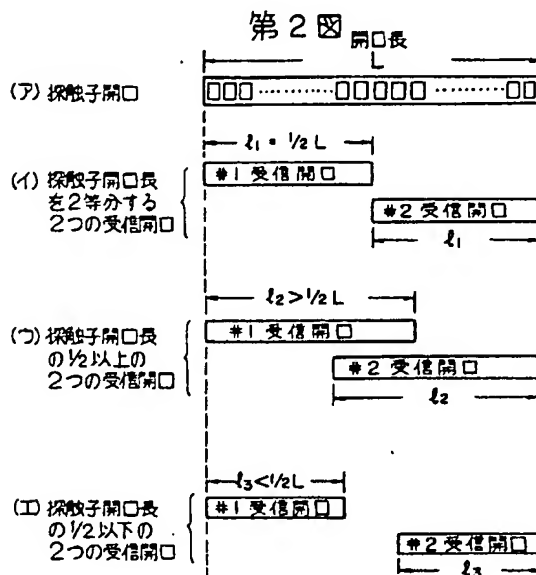 第2図
開口長
L
(ア) 探触子開口
ℓ₁ = 1/2 L
(イ) 探触子開口長
を2等分する
2つの受信開口
#1 受信開口
#2 受信開口
ℓ₁
ℓ₂ > 1/2 L
(ウ) 探触子開口長
の1/2以上の
2つの受信開口
#1 受信開口
#2 受信開口
ℓ₂
ℓ₃ < 1/2 L
(エ) 探触子開口長
の1/2以下の
2つの受信開口
#1 受信開口
#2 受信開口
ℓ₃